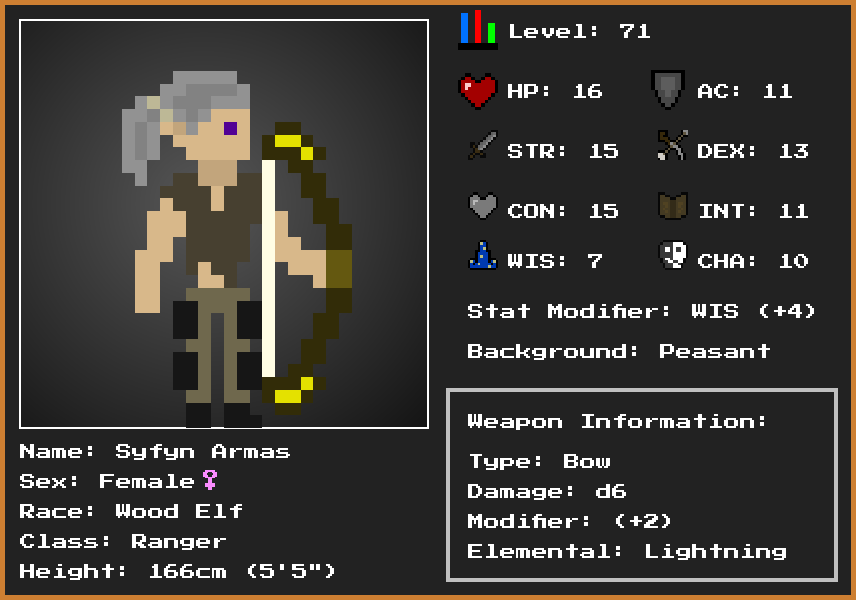 Level: 71
HP: 16 AC: 11
STR: 15 DEX: 13
CON: 15 INT: 11
WIS: 7 CHA: 10
Stat Modifier: WIS (+4)
Background: Peasant
Weapon Information:
Type: Bow
Damage: d6
Modifier: (+2)
Elemental: Lightning
Name: Syfyn Armas
Sex: Female♀
Race: Wood Elf
Class: Ranger
Height: 166cm (5'5")